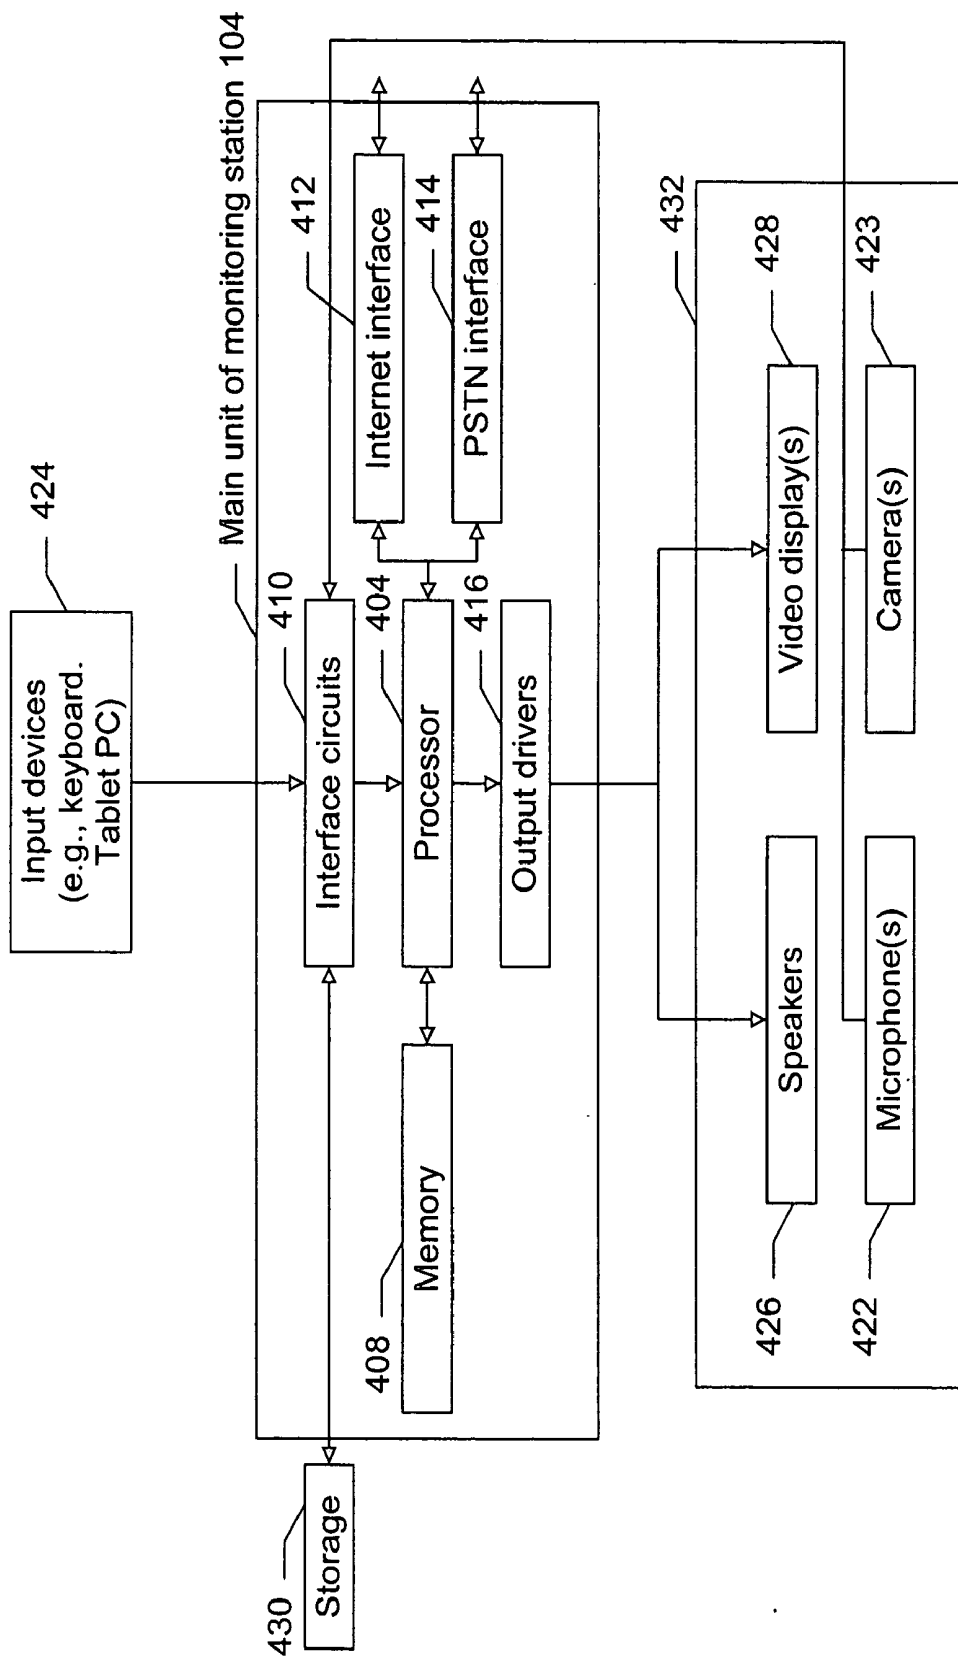 424
Input devices
(e.g., keyboard.
Tablet PC)
Main unit of monitoring station 104
430
Storage
410
Interface circuits
412
Internet interface
408
Memory
404
Processor
414
PSTN interface
416
Output drivers
432
426
Speakers
428
Video display(s)
422
Microphone(s)
423
Camera(s)